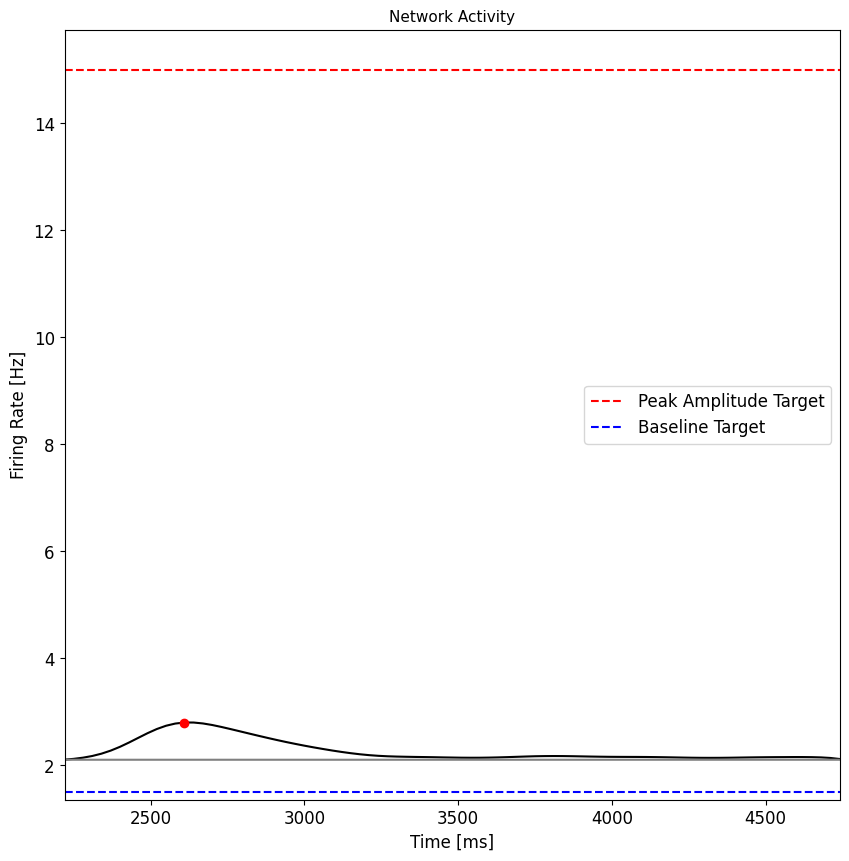 Network Activity
14
12
10
8
6
4
2
Firing Rate [Hz]
Peak Amplitude Target
Baseline Target
2500 3000 3500 4000 4500
Time [ms]